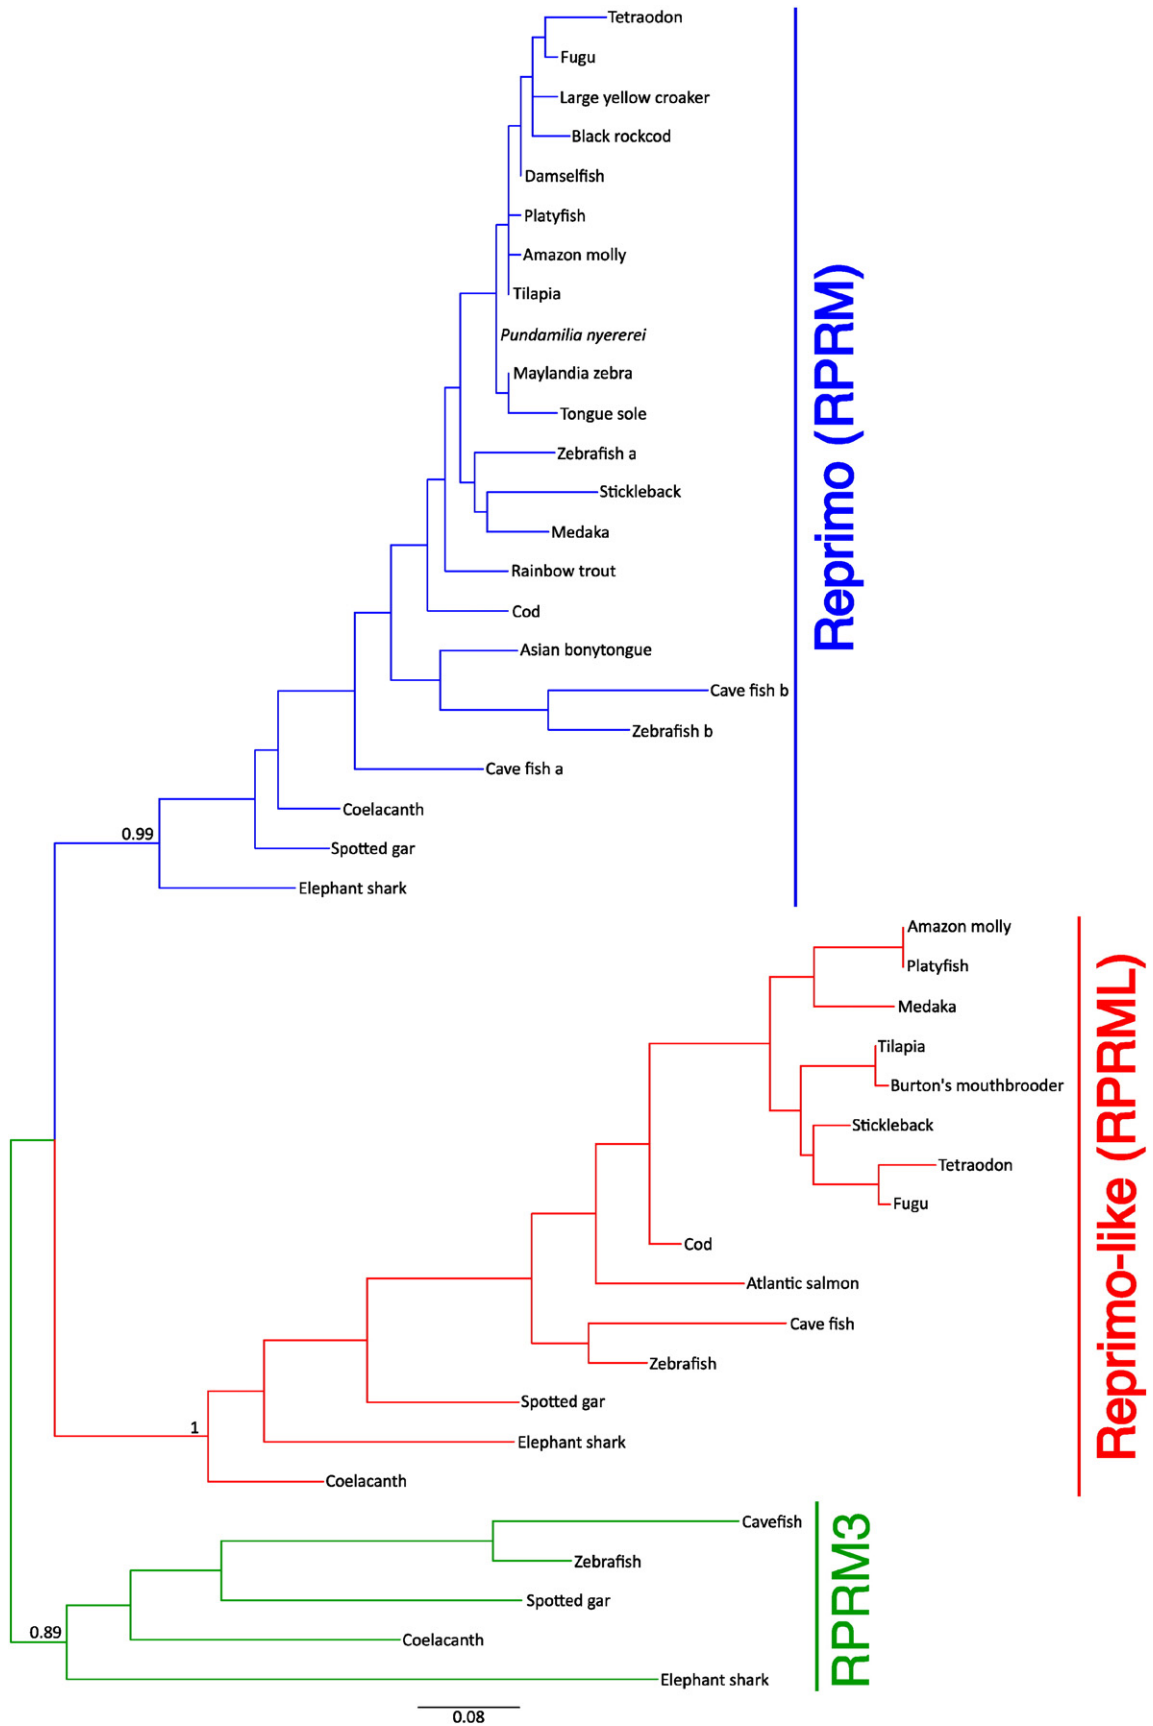 Tetraodon
Fugu
Large yellow croaker
Black rockcod
Damselfish
Platyfish
Amazon molly
Tilapia
Pundamilia nyererei
Maylandia zebra
Tongue sole
Zebrafish a
Stickleback
Medaka
Rainbow trout
Cod
Asian bonytongue
Cave fish b
Zebrafish b
Cave fish a
Coelacanth
0.99
Spotted gar
Elephant shark
Reprimo (RPRM)
Amazon molly
Platyfish
Medaka
Tilapia
Burton's mouthbrooder
Stickleback
Tetraodon
Fugu
Cod
Atlantic salmon
Cave fish
Zebrafish
Spotted gar
1
Elephant shark
Coelacanth
Reprimo-like (RPRML)
Cavefish
Zebrafish
Spotted gar
0.89
Coelacanth
Elephant shark
RPRM3
0.08